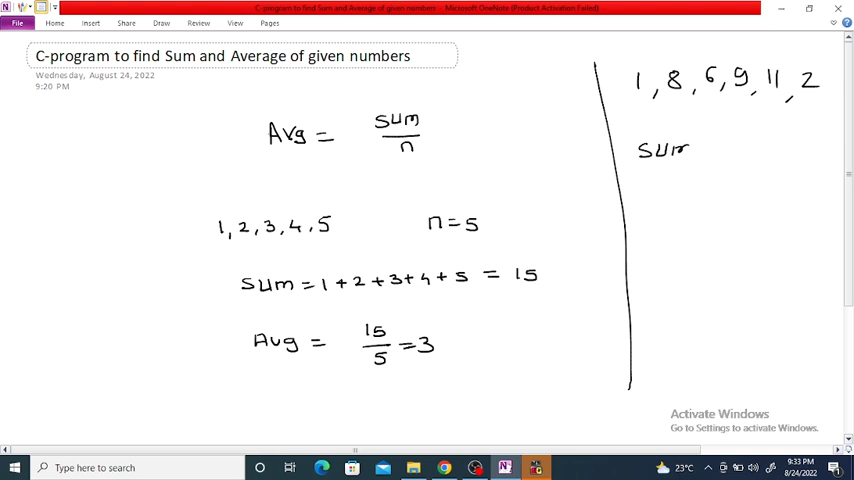 C-program to find Sum and Average of given numbers - Microsoft OneNote (Product Activation Failed)
File Home Insert Share Draw Review View Pages
C-program to find Sum and Average of given numbers
Wednesday, August 24, 2022
9:20 PM
Avg = sum
n
1, 2, 3, 4, 5 n = 5
sum = 1 + 2 + 3 + 4 + 5 = 15
Avg = 15
5 = 3
1, 8, 6, 9, 11, 2
sum
Activate Windows
Go to Settings to activate Windows.
Type here to search
23°C
9:33 PM
8/24/2022